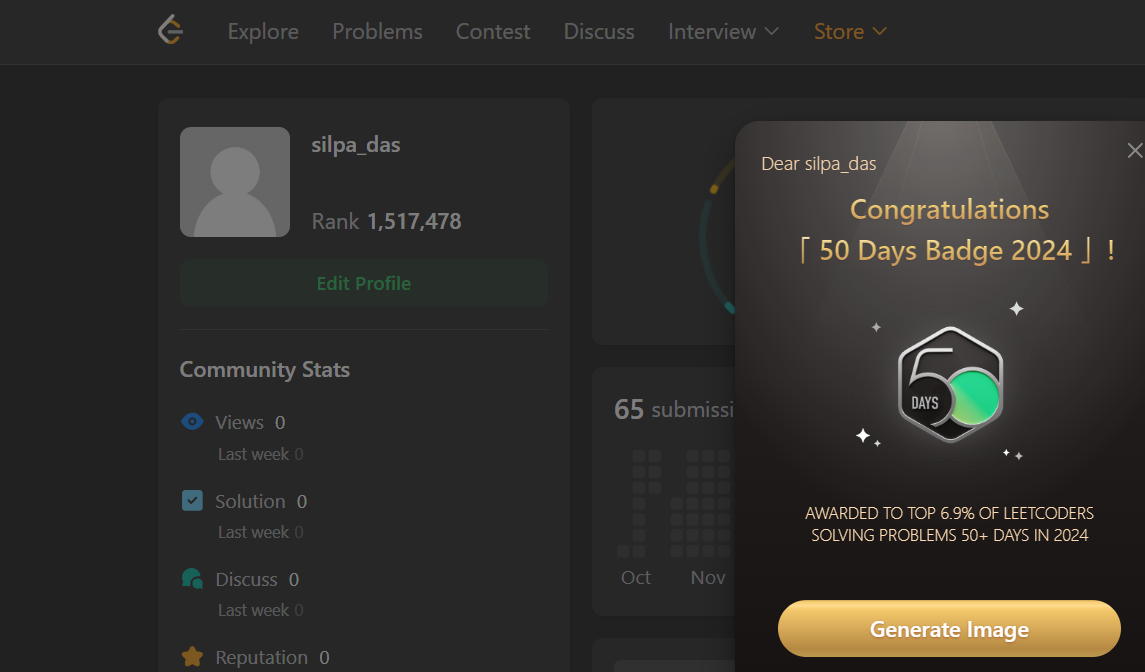 Explore Problems Contest Discuss Interview Store
silpa_das
Rank 1,517,478
Edit Profile
Community Stats
Views 0
Last week 0
Solution 0
Last week 0
Discuss 0
Last week 0
Reputation 0
65 submissi
Oct Nov
Dear silpa_das
Congratulations
「 50 Days Badge 2024 」 !
50
DAYS
AWARDED TO TOP 6.9% OF LEETCODERS
SOLVING PROBLEMS 50+ DAYS IN 2024
Generate Image